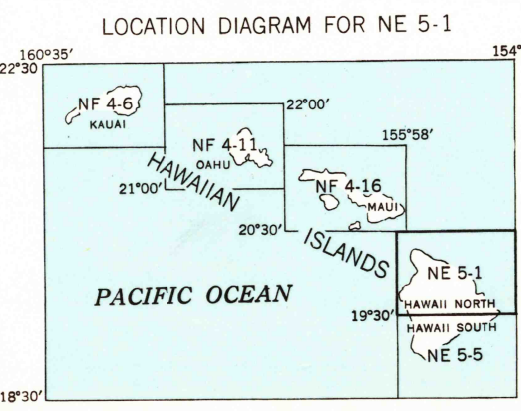 LOCATION DIAGRAM FOR NE 5-1
160°35'
154°
22°30
NF 4-6
KAUAI
22°00'
NF 4-11
OAHU
155°58'
HAWAIIAN
21°00'
NF 4-16
MAUI
20°30'
ISLANDS
NE 5-1
PACIFIC OCEAN
HAWAII NORTH
19°30'
HAWAII SOUTH
NE 5-5
18°30'